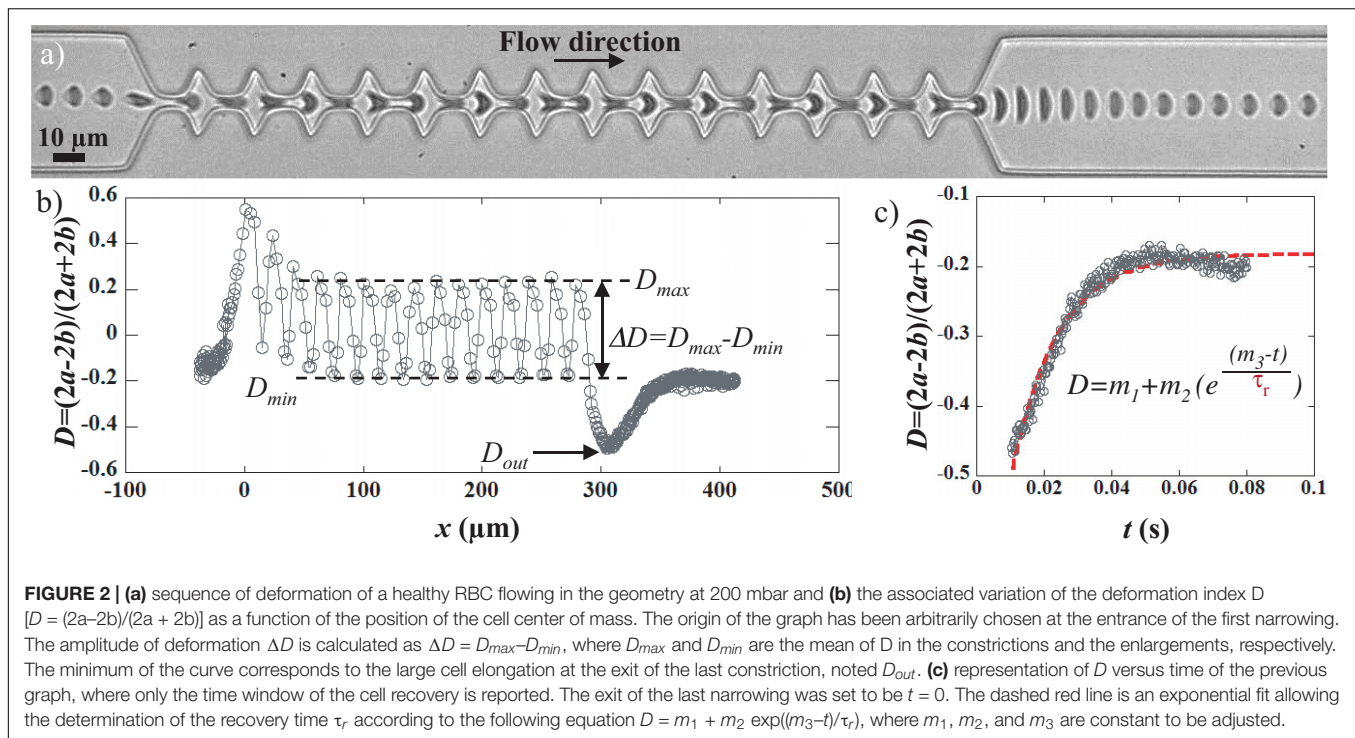 a)
Flow direction
10 µm
b)
D=(2a-2b)/(2a+2b)
0.6
0.4
0.2
0
-0.2
-0.4
-0.6
D_max
ΔD=D_max-D_min
D_min
D_out
-100
0
100
200
300
400
500
x (µm)
c)
D=(2a-2b)/(2a+2b)
-0.1
-0.2
-0.3
-0.4
-0.5
D=m_1+m_2(e^{(m_3-t)/τ_r})
0
0.02
0.04
0.06
0.08
0.1
t (s)
FIGURE 2 | (a) sequence of deformation of a healthy RBC flowing in the geometry at 200 mbar and (b) the associated variation of the deformation index D
[D = (2a–2b)/(2a + 2b)] as a function of the position of the cell center of mass. The origin of the graph has been arbitrarily chosen at the entrance of the first narrowing.
The amplitude of deformation ΔD is calculated as ΔD = D_max–D_min, where D_max and D_min are the mean of D in the constrictions and the enlargements, respectively.
The minimum of the curve corresponds to the large cell elongation at the exit of the last constriction, noted D_out. (c) representation of D versus time of the previous
graph, where only the time window of the cell recovery is reported. The exit of the last narrowing was set to be t = 0. The dashed red line is an exponential fit allowing
the determination of the recovery time τ_r according to the following equation D = m_1 + m_2 exp((m_3–t)/τ_r), where m_1, m_2, and m_3 are constant to be adjusted.